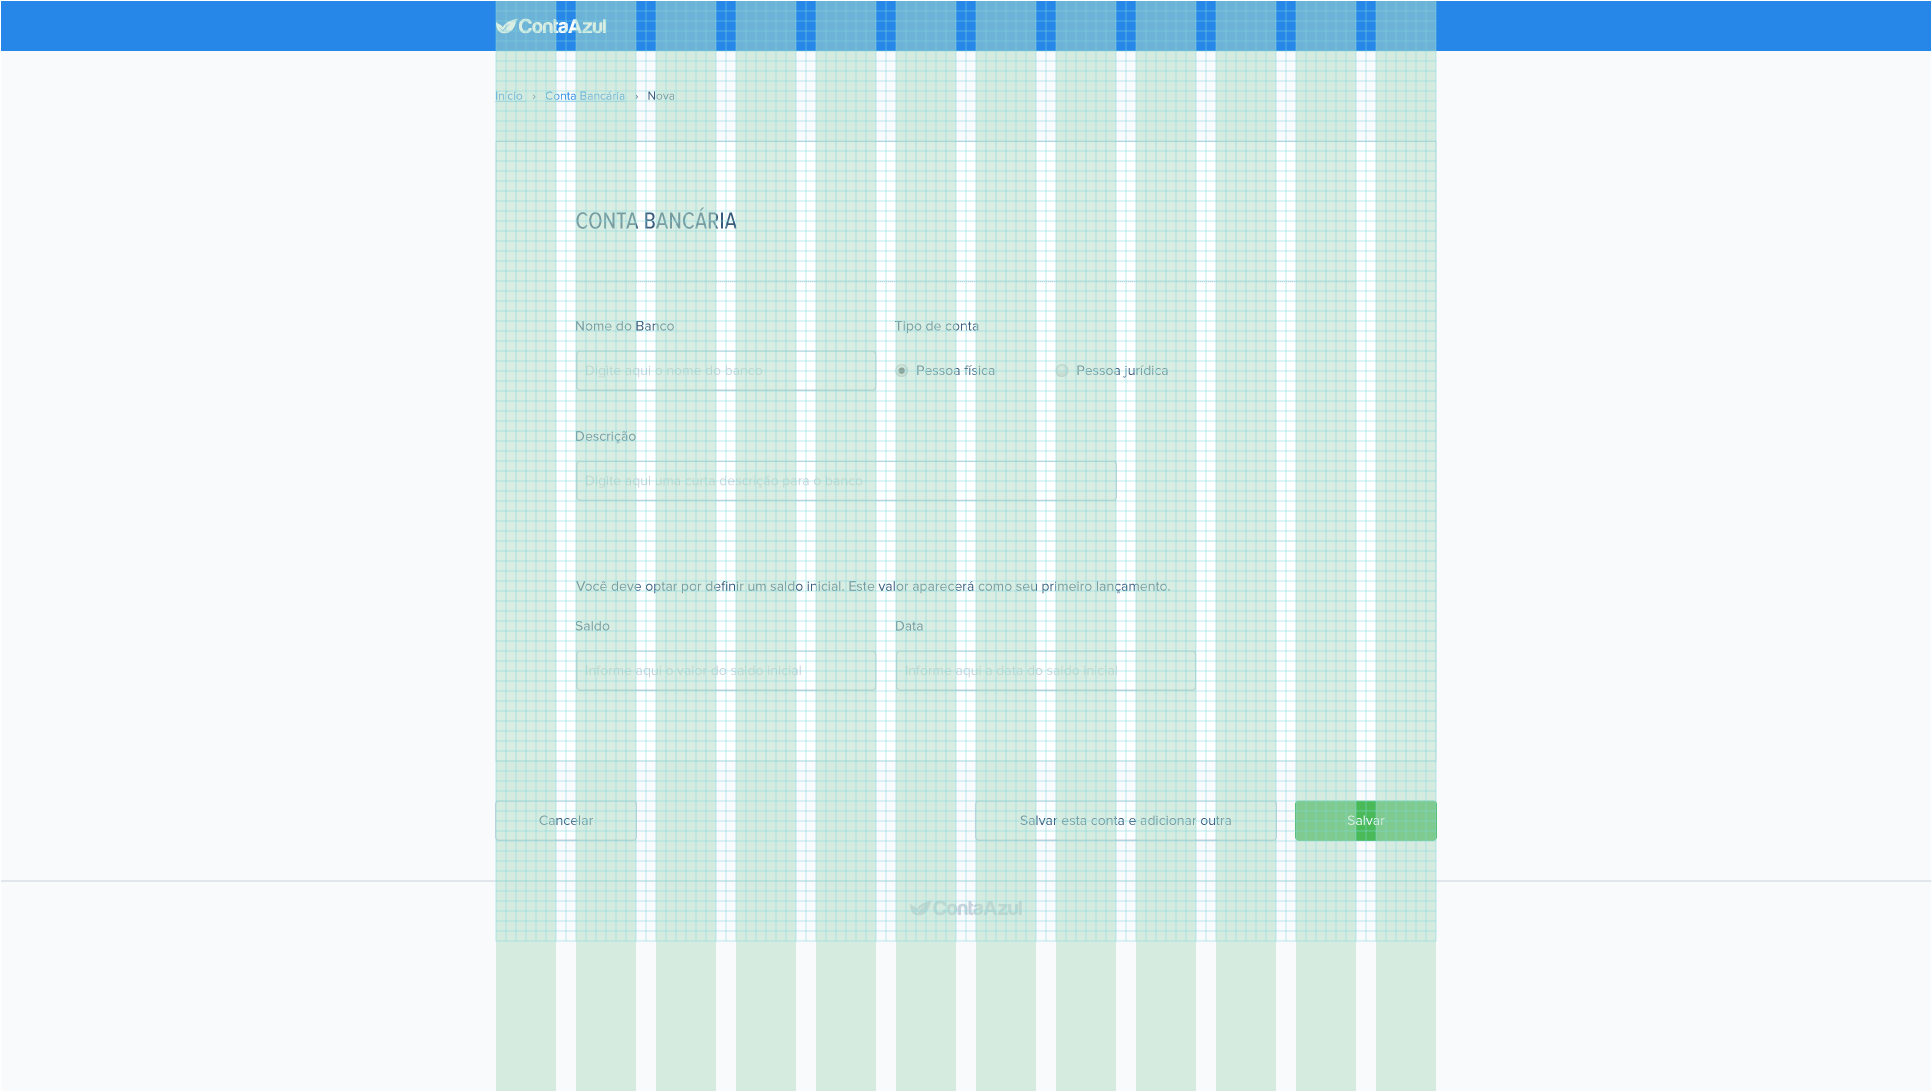 ContaAzul
Início › Conta Bancária › Nova
CONTA BANCÁRIA
Nome do Banco Tipo de conta
Digite aqui o nome do banco Pessoa física Pessoa jurídica
Descrição
Digite aqui uma curta descrição para o banco
Você deve optar por definir um saldo inicial. Este valor aparecerá como seu primeiro lançamento.
Saldo Data
Informe aqui o valor do saldo inicial Informe aqui a data do saldo inicial
Cancelar Salvar esta conta e adicionar outra Salvar
ContaAzul